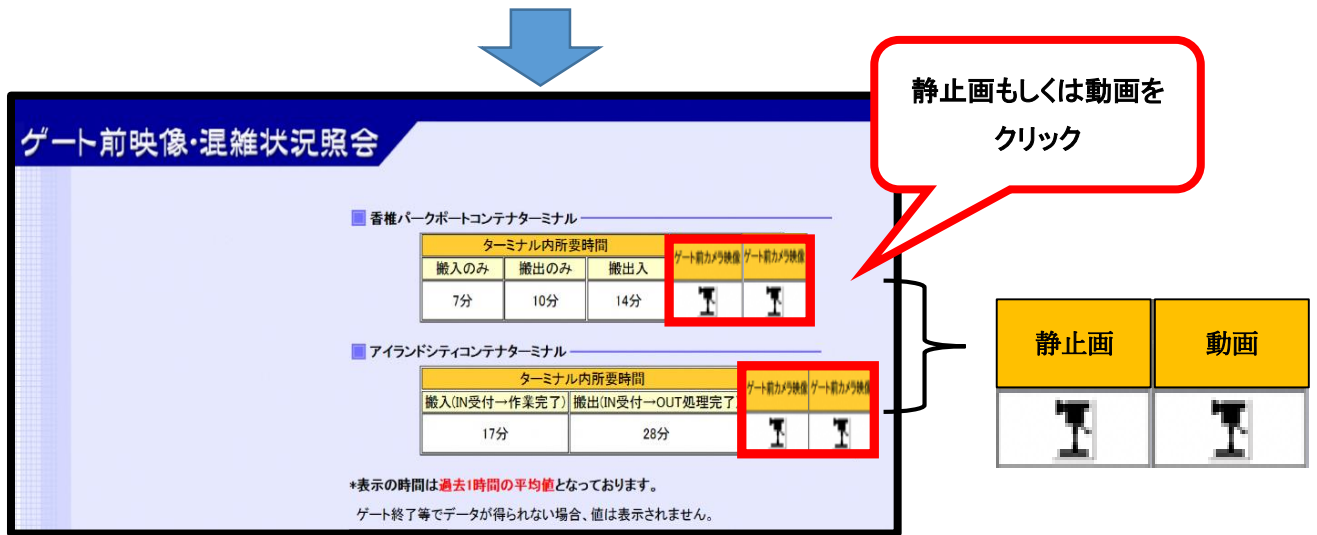 静止画もしくは動画を
クリック
ゲート前映像・混雑状況照会
香椎パークポートコンテナターミナル
ターミナル内所要時間
ゲート前カメラ映像
ゲート前カメラ映像
搬入のみ 搬出のみ 搬出入
7分 10分 14分
アイランドシティコンテナターミナル
ターミナル内所要時間
ゲート前カメラ映像
ゲート前カメラ映像
搬入(IN受付→作業完了) 搬出(IN受付→OUT処理完了)
17分 28分
*表示の時間は過去1時間の平均値となっております。
ゲート終了等でデータが得られない場合、値は表示されません。
静止画 動画